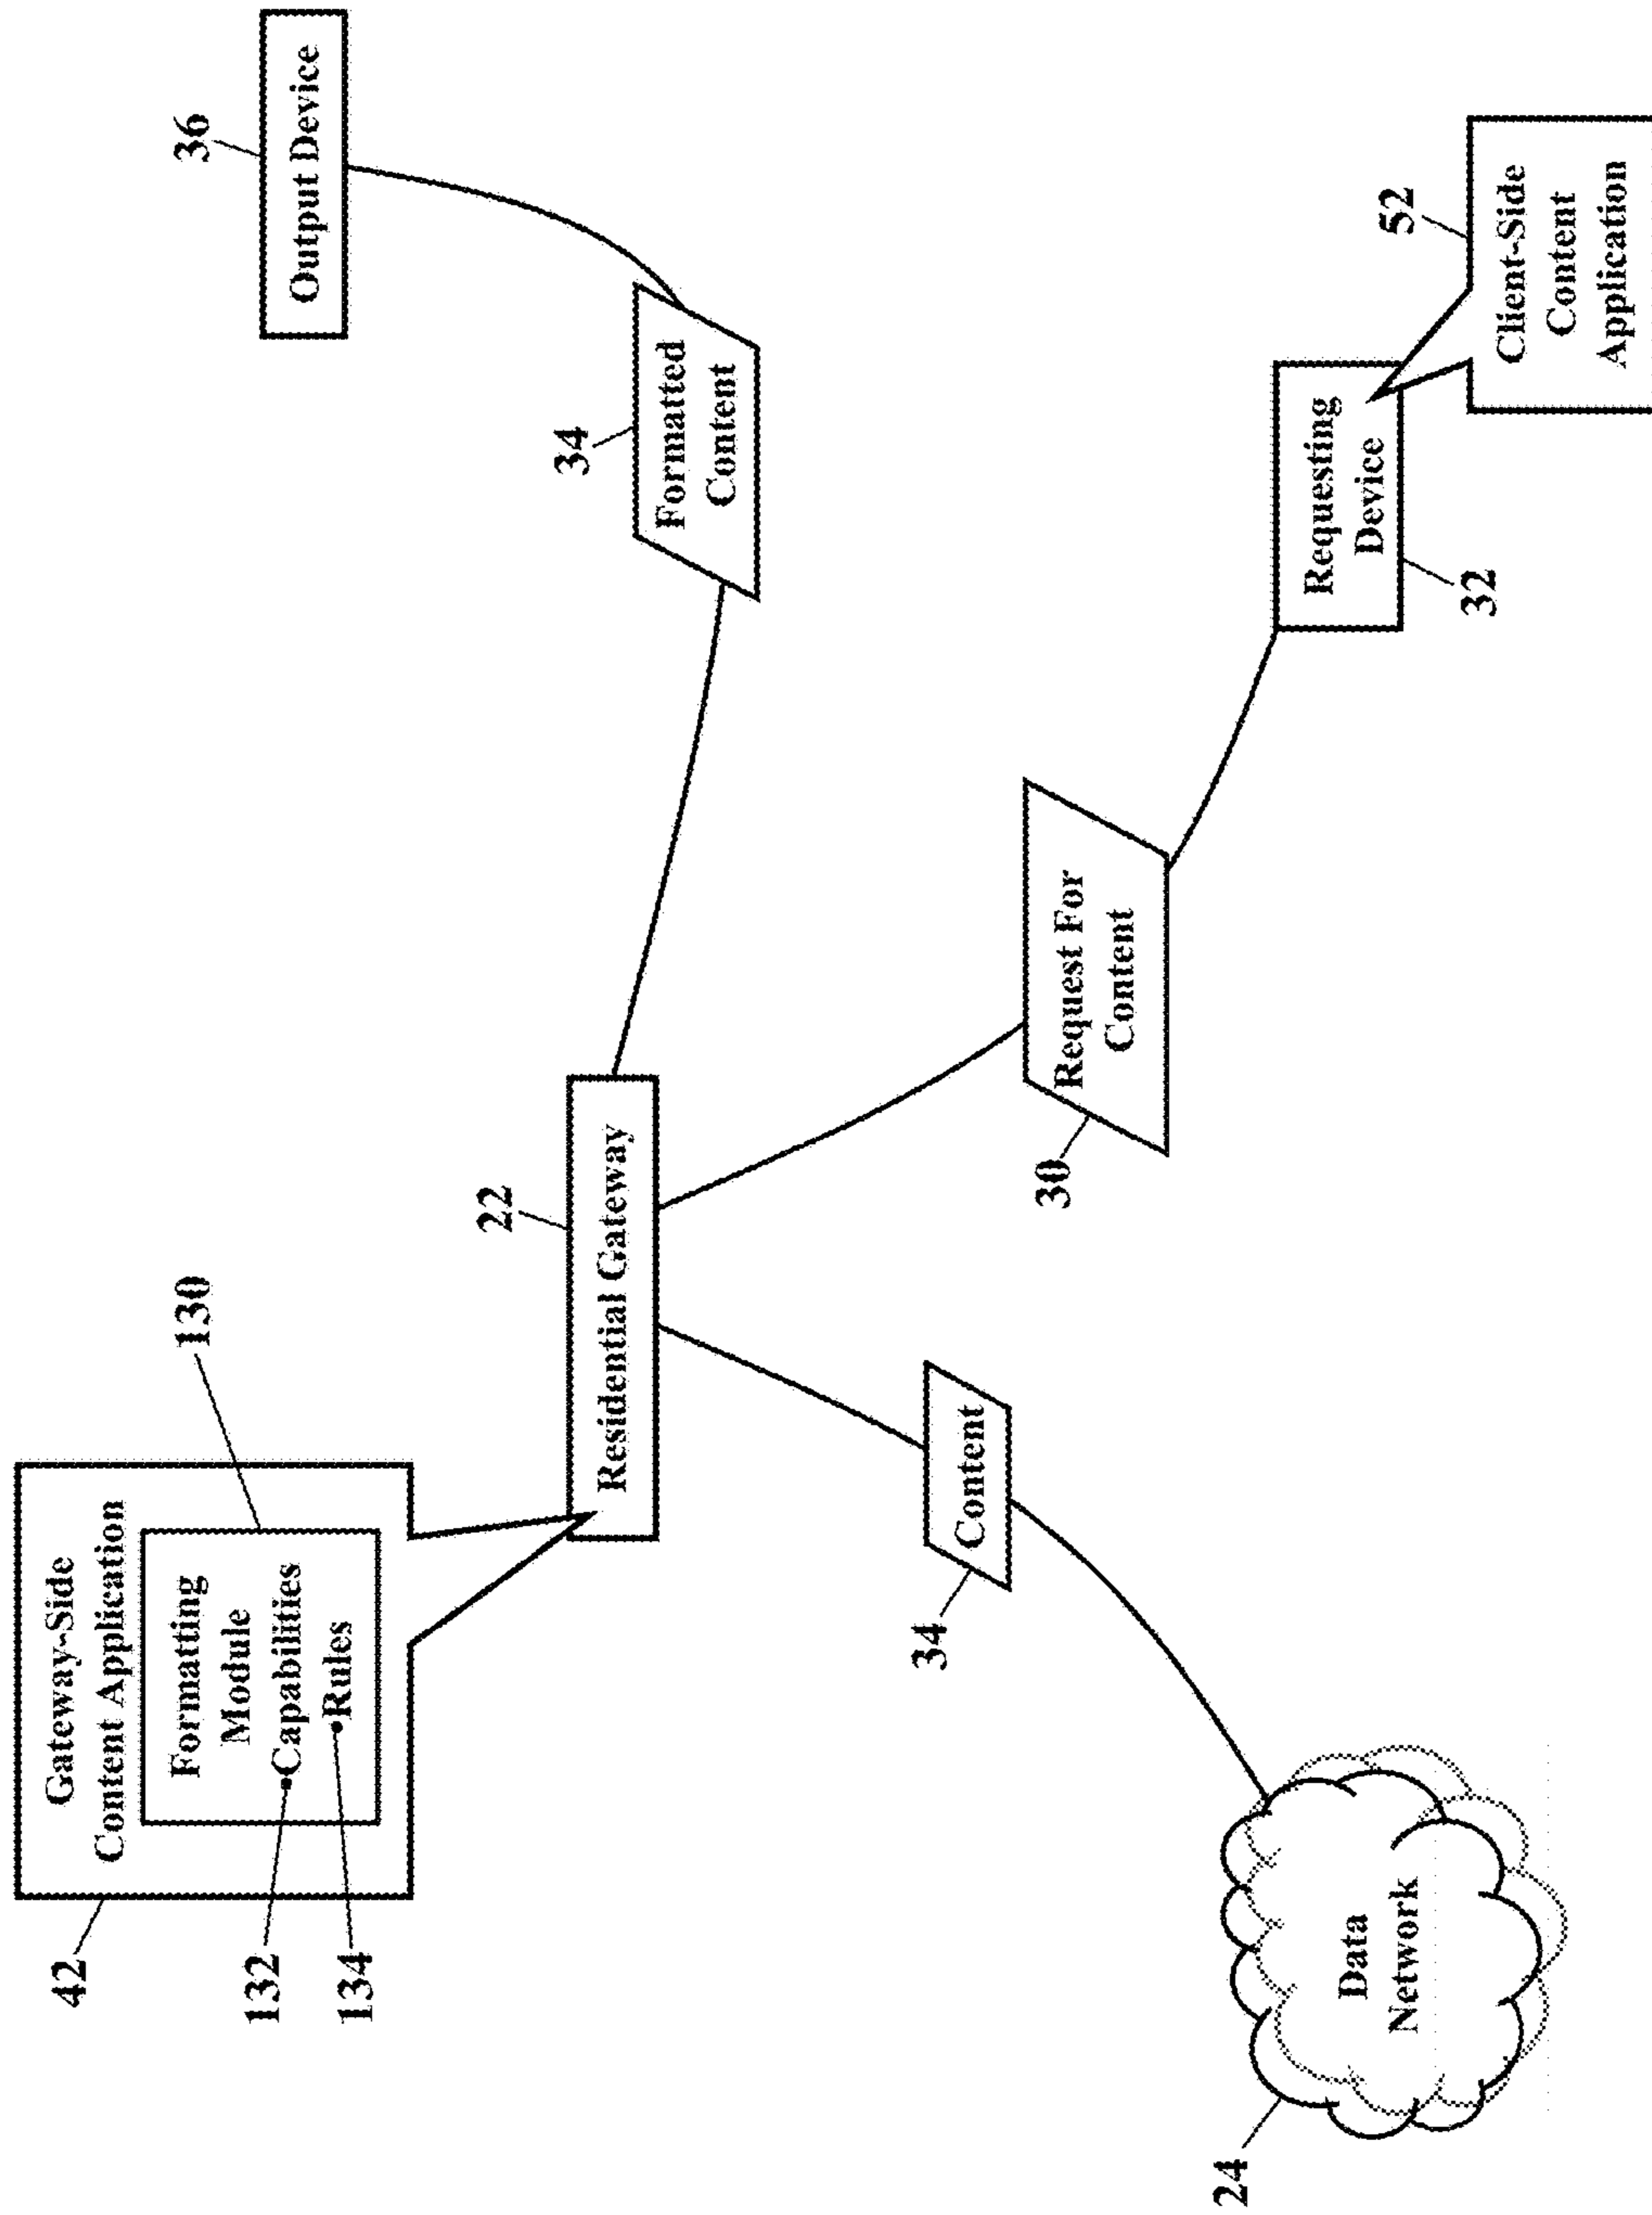 42
Gateway-Side
Content Application
Formatting
Module
Capabilities
Rules
132
134
130
22
Residential Gateway
36
Output Device
34
Formatted
Content
34
Content
30
Request For
Content
24
Data
Network
Requesting
Device
32
52
Client-Side
Content
Application